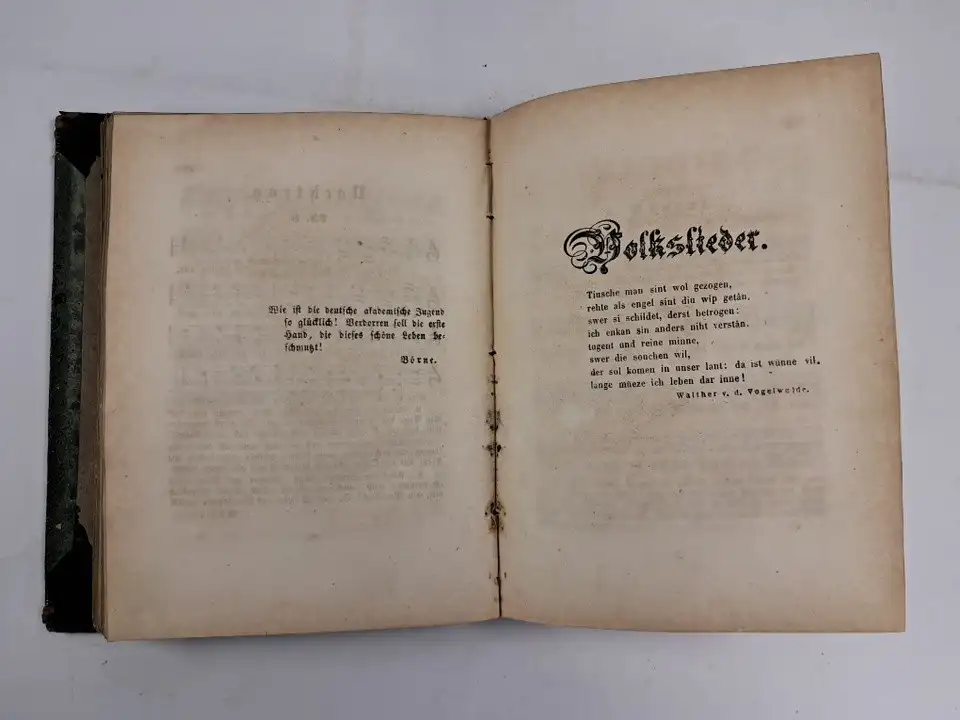 Wie ist die deutsche akademische Jugend
so glücklich! Verdorren soll die erste
Hand, die dieses schöne Leben be-
schmutzt!
Börne.
Volkslieder.
Tiusche man sint wol gezogen,
rehte als engel sint diu wip getân,
swer si schildet, derst betrogen:
ich enkan sin anders niht verstân.
togent und reine minne,
swer die souchen wil,
der sol komen in unser lant: da ist wünne vil.
lange müeze ich leben dar inne!
Walther v. d. Vogelweide.